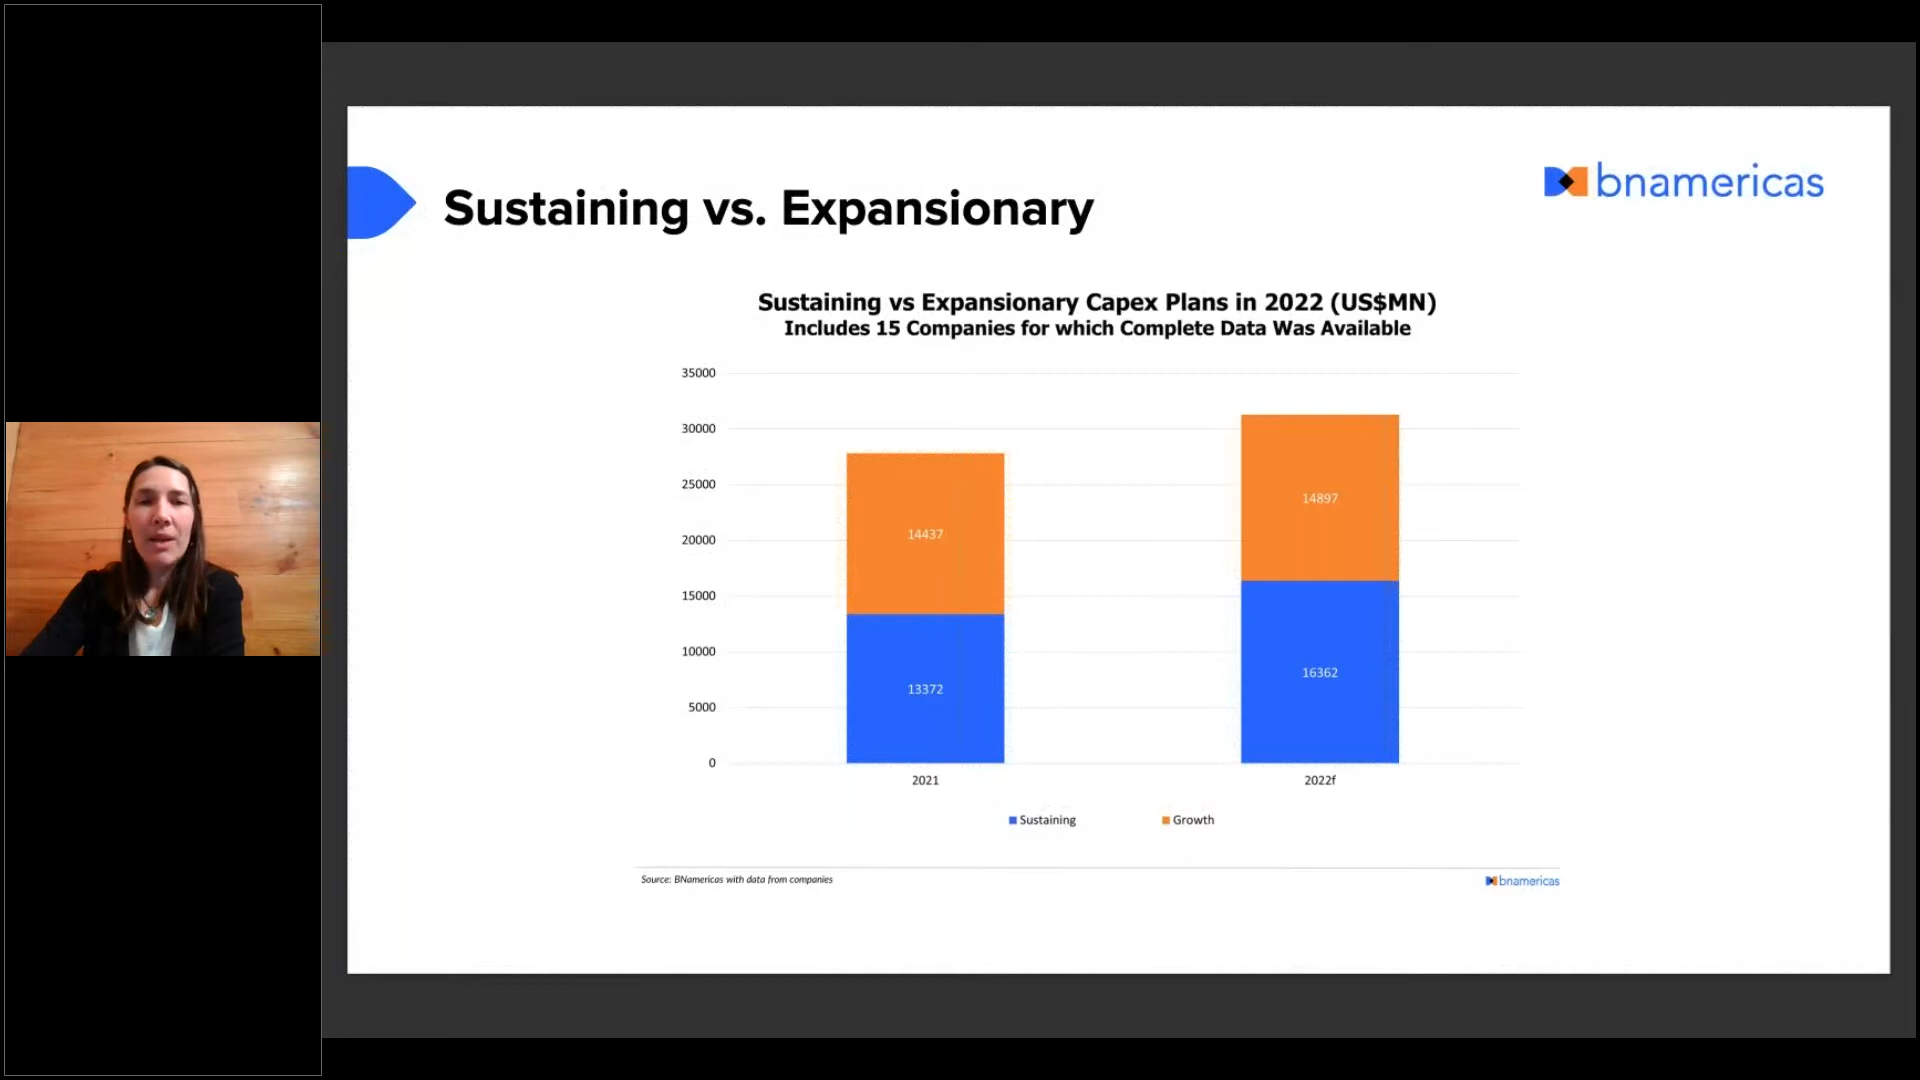 Sustaining vs. Expansionary
bnamericas
Sustaining vs Expansionary Capex Plans in 2022 (US$MN)
Includes 15 Companies for which Complete Data Was Available
35000
30000
25000
20000
15000
10000
5000
0
14437
13372
14897
16362
2021
2022f
Sustaining
Growth
Source: BNamericas with data from companies
bnamericas